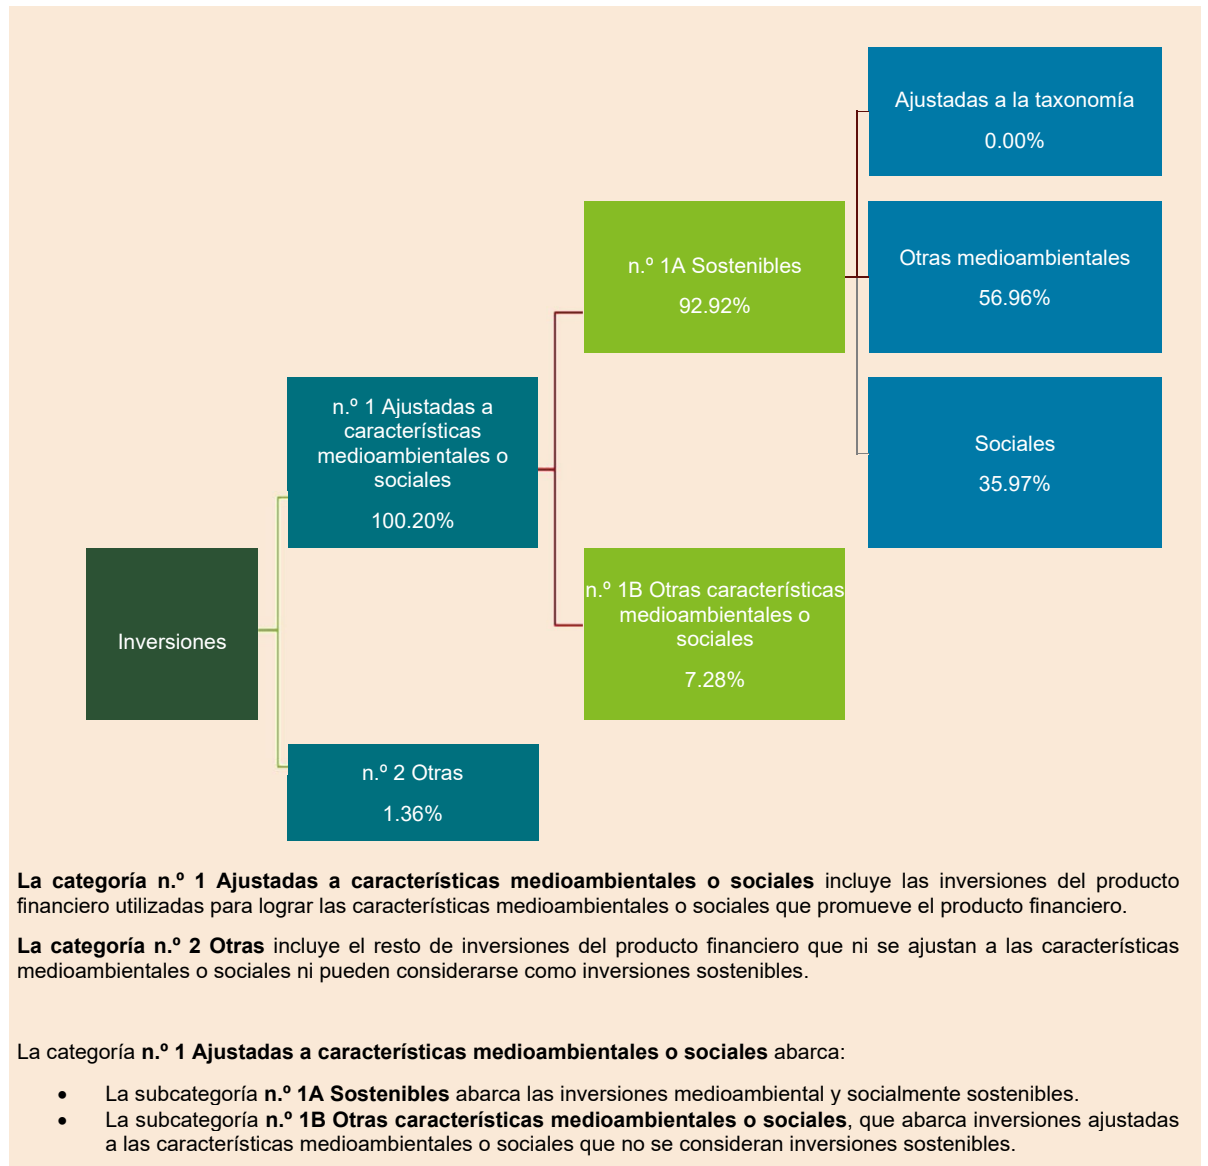 Ajustadas a la taxonomía
0.00%
n.º 1A Sostenibles
92.92%
Otras medioambientales
56.96%
n.º 1 Ajustadas a
características
medioambientales o
sociales
100.20%
Sociales
35.97%
Inversiones
n.º 1B Otras características
medioambientales o
sociales
7.28%
n.º 2 Otras
1.36%
La categoría n.º 1 Ajustadas a características medioambientales o sociales incluye las inversiones del producto
financiero utilizadas para lograr las características medioambientales o sociales que promueve el producto financiero.
La categoría n.º 2 Otras incluye el resto de inversiones del producto financiero que ni se ajustan a las características
medioambientales o sociales ni pueden considerarse como inversiones sostenibles.
La categoría n.º 1 Ajustadas a características medioambientales o sociales abarca:
• La subcategoría n.º 1A Sostenibles abarca las inversiones medioambiental y socialmente sostenibles.
• La subcategoría n.º 1B Otras características medioambientales o sociales, que abarca inversiones ajustadas
a las características medioambientales o sociales que no se consideran inversiones sostenibles.